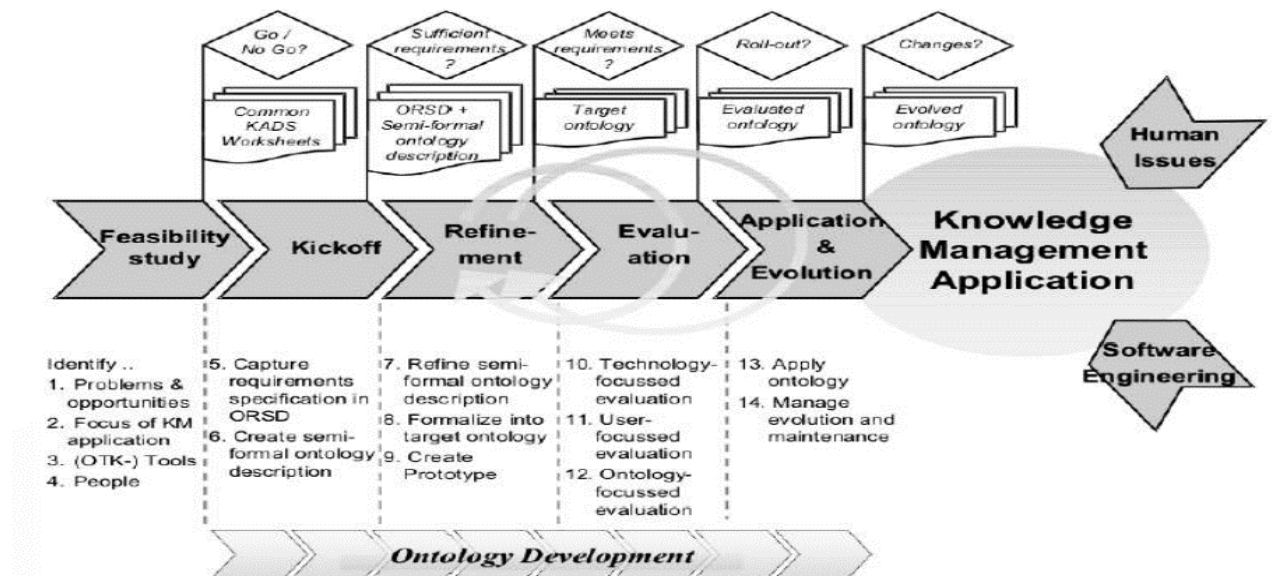 Go /
No Go?
Sufficient
requirements
?
Meets
requirements
?
Roll-out?
Changes?
Common
KADS
Worksheets
ORSD +
Semi-formal
ontology
description
Target
ontology
Evaluated
ontology
Evolved
ontology
Human
Issues
Feasibility
study
Kickoff
Refine-
ment
Evalu-
ation
Application
&
Evolution
Knowledge
Management
Application
Software
Engineering
Identify ..
1. Problems &
opportunities
2. Focus of KM
application
3. (OTK-) Tools
4. People
5. Capture
requirements
specification in
ORSD
6. Create semi-
formal ontology
description
7. Refine semi-
formal ontology
description
8. Formalize into
target ontology
9. Create
Prototype
10. Technology-
focussed
evaluation
11. User-
focussed
evaluation
12. Ontology-
focussed
evaluation
13. Apply
ontology
14. Manage
evolution and
maintenance
Ontology Development